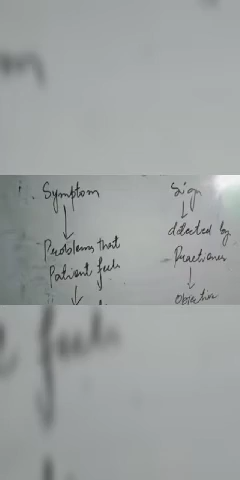 Symptom
Problems that
Patient feels
Sign
detected by
Practioner
objective